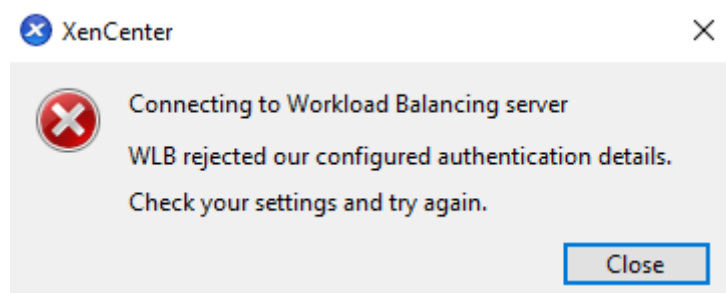 XenCenter
Connecting to Workload Balancing server
WLB rejected our configured authentication details.
Check your settings and try again.
Close